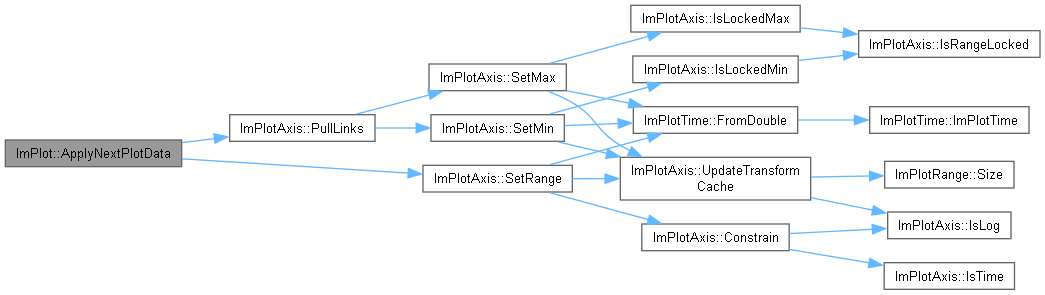 ImPlot::ApplyNextPlotData
ImPlotAxis::PullLinks
ImPlotAxis::SetMax
ImPlotAxis::SetMin
ImPlotAxis::SetRange
ImPlotAxis::IsLockedMax
ImPlotAxis::IsLockedMin
ImPlotTime::FromDouble
ImPlotAxis::UpdateTransform
Cache
ImPlotAxis::Constrain
ImPlotAxis::IsRangeLocked
ImPlotTime::ImPlotTime
ImPlotRange::Size
ImPlotAxis::IsLog
ImPlotAxis::IsTime